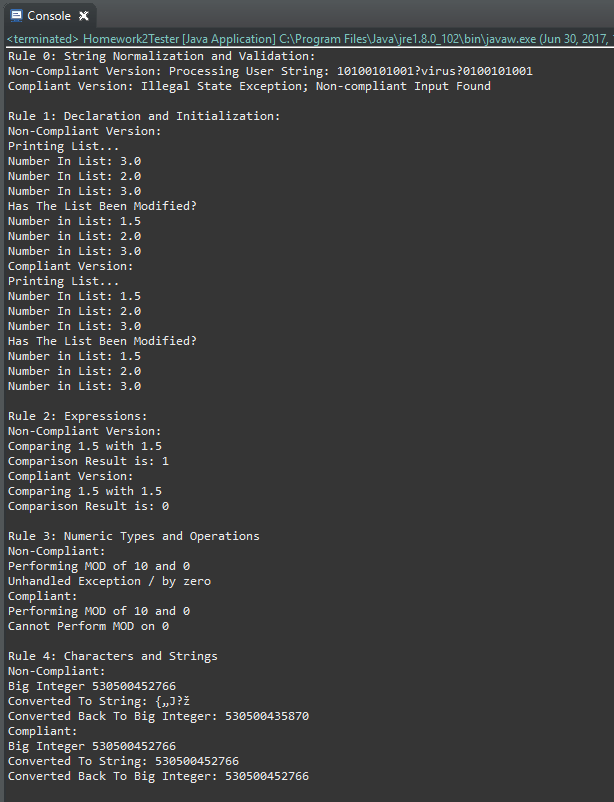 Console
<terminated> Homework2Tester [Java Application] C:\Program Files\Java\jre1.8.0_102\bin\javaw.exe (Jun 30, 2017,
Rule 0: String Normalization and Validation:
Non-Compliant Version: Processing User String: 10100101001?virus?0100101001
Compliant Version: Illegal State Exception; Non-compliant Input Found

Rule 1: Declaration and Initialization:
Non-Compliant Version:
Printing List...
Number In List: 3.0
Number In List: 2.0
Number In List: 3.0
Has The List Been Modified?
Number in List: 1.5
Number in List: 2.0
Number in List: 3.0
Compliant Version:
Printing List...
Number In List: 1.5
Number In List: 2.0
Number In List: 3.0
Has The List Been Modified?
Number in List: 1.5
Number in List: 2.0
Number in List: 3.0

Rule 2: Expressions:
Non-Compliant Version:
Comparing 1.5 with 1.5
Comparison Result is: 1
Compliant Version:
Comparing 1.5 with 1.5
Comparison Result is: 0

Rule 3: Numeric Types and Operations
Non-Compliant:
Performing MOD of 10 and 0
Unhandled Exception / by zero
Compliant:
Performing MOD of 10 and 0
Cannot Perform MOD on 0

Rule 4: Characters and Strings
Non-Compliant:
Big Integer 530500452766
Converted To String: {„J?ž
Converted Back To Big Integer: 530500435870
Compliant:
Big Integer 530500452766
Converted To String: 530500452766
Converted Back To Big Integer: 530500452766